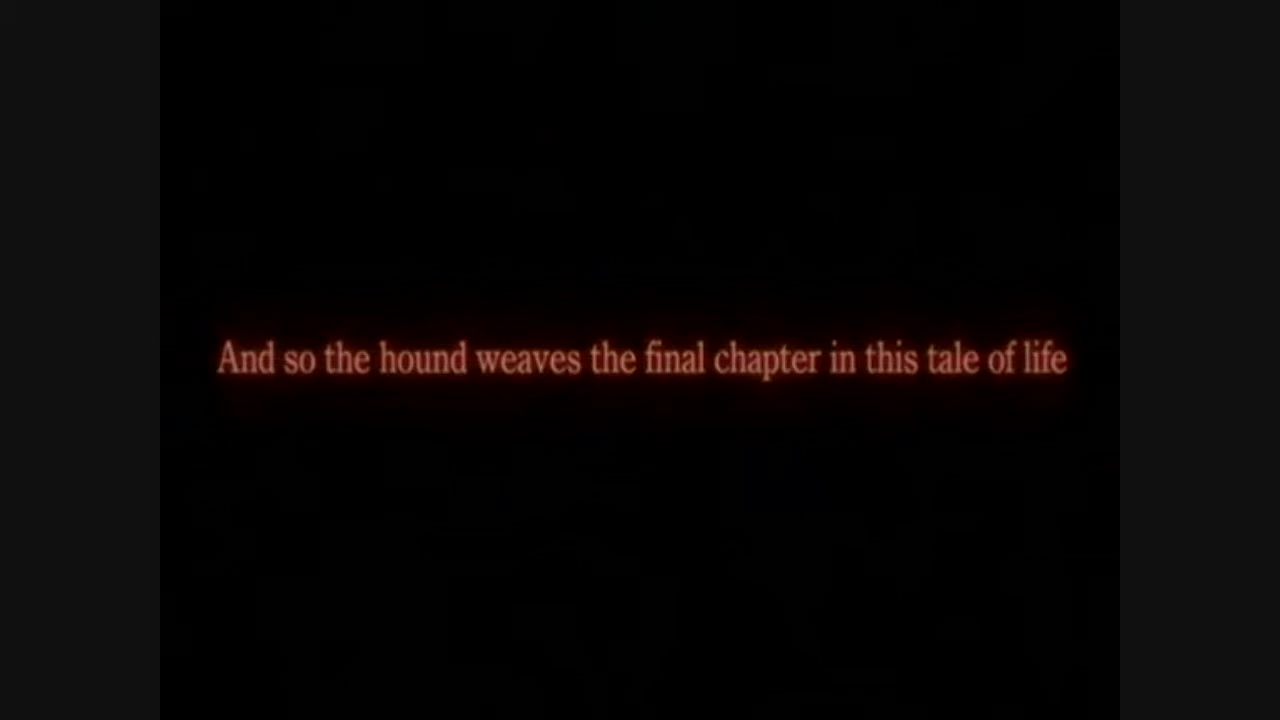 And so the hound weaves the final chapter in this tale of life